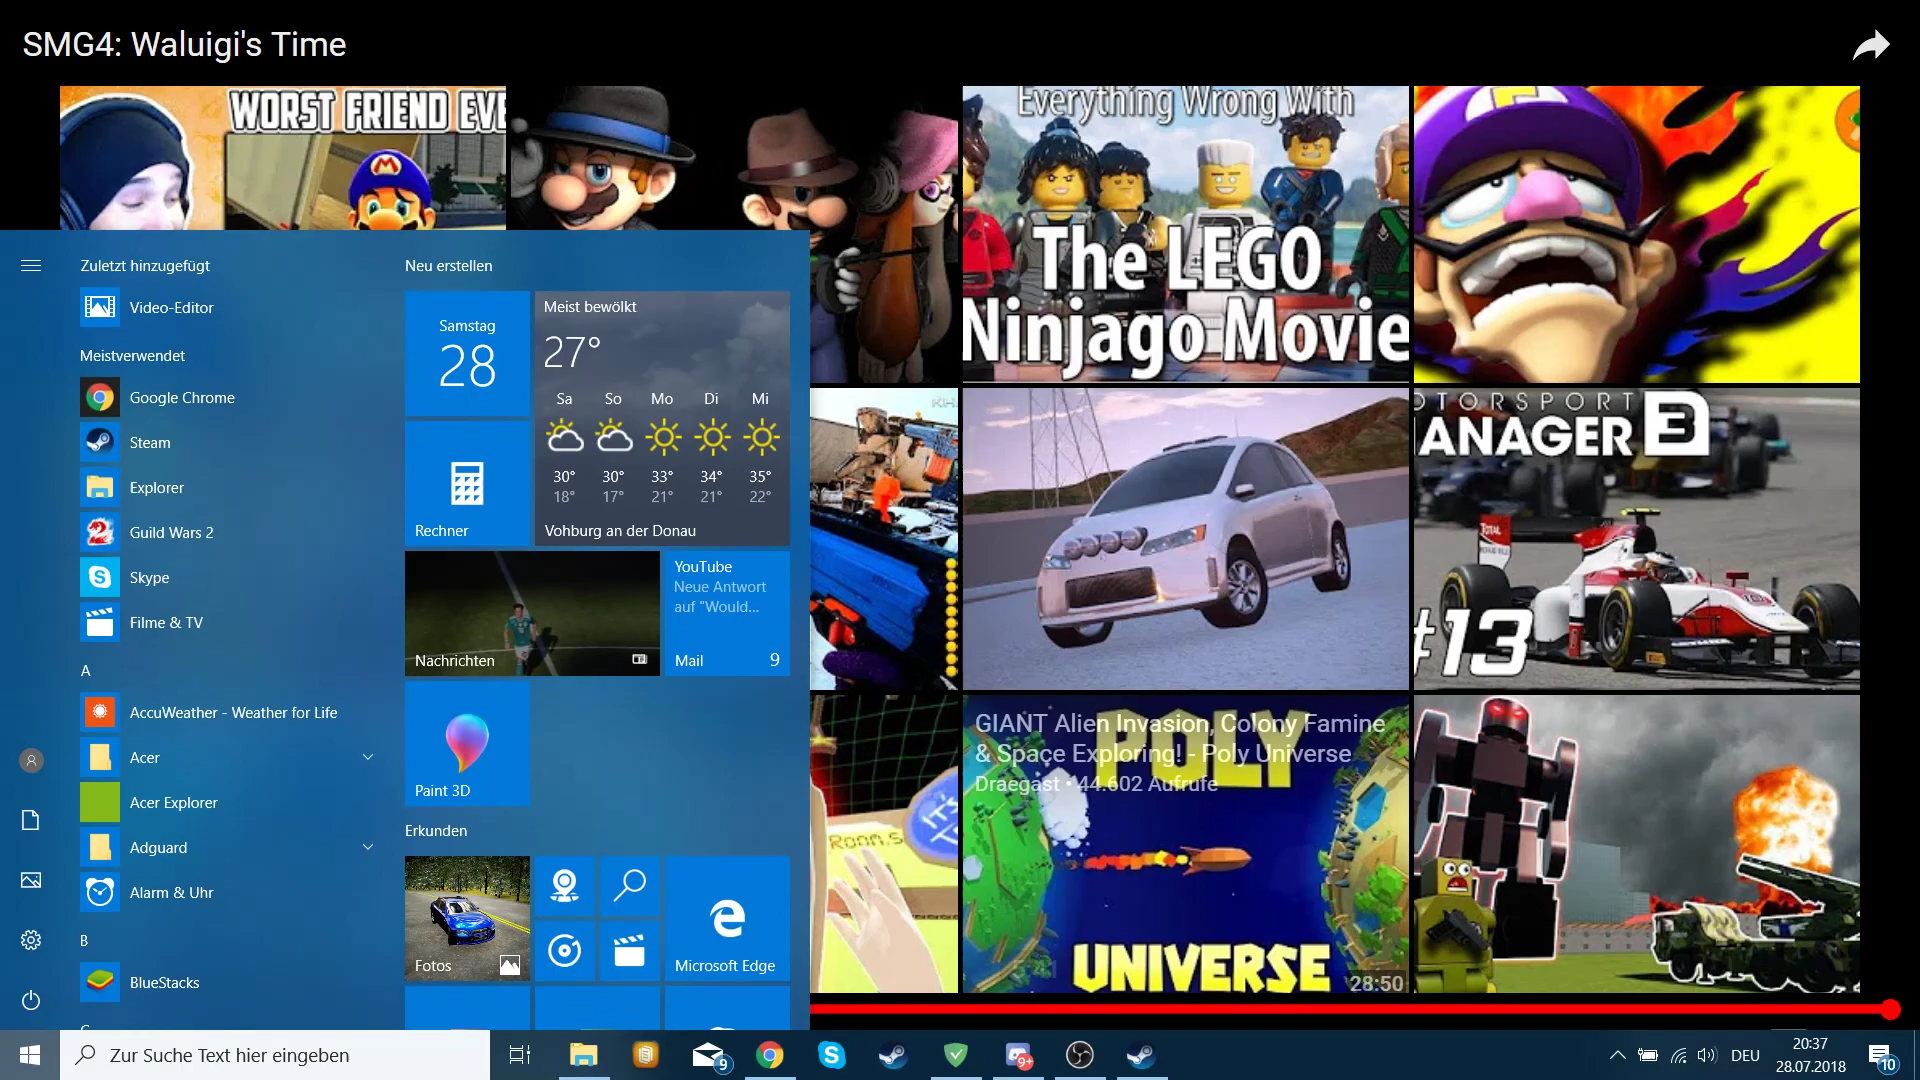 SMG4: Waluigi's Time
WORST FRIEND EVE
Everything Wrong With
The LEGO
Ninjago Movie
Zuletzt hinzugefügt
Video-Editor
Meistverwendet
Google Chrome
Steam
Explorer
Guild Wars 2
Skype
Filme & TV
A
AccuWeather - Weather for Life
Acer
Acer Explorer
Adguard
Alarm & Uhr
B
BlueStacks
Neu erstellen
Samstag
28
Meist bewölkt
27°
Sa So Mo Di Mi
30° 30° 33° 34° 35°
18° 17° 21° 21° 22°
Vohburg an der Donau
Rechner
Nachrichten
YouTube
Neue Antwort
auf "Would...
Mail 9
Paint 3D
Erkunden
Fotos
Microsoft Edge
OTORSPORT
ANAGER 3
TOTAL
#13
ROOM.S
GIANT Alien Invasion, Colony Famine
& Space Exploring! - Poly Universe
Draegast • 44.602 Aufrufe
POLY
UNIVERSE
28:50
Zur Suche Text hier eingeben
9
9+
DEU
20:37
28.07.2018
10